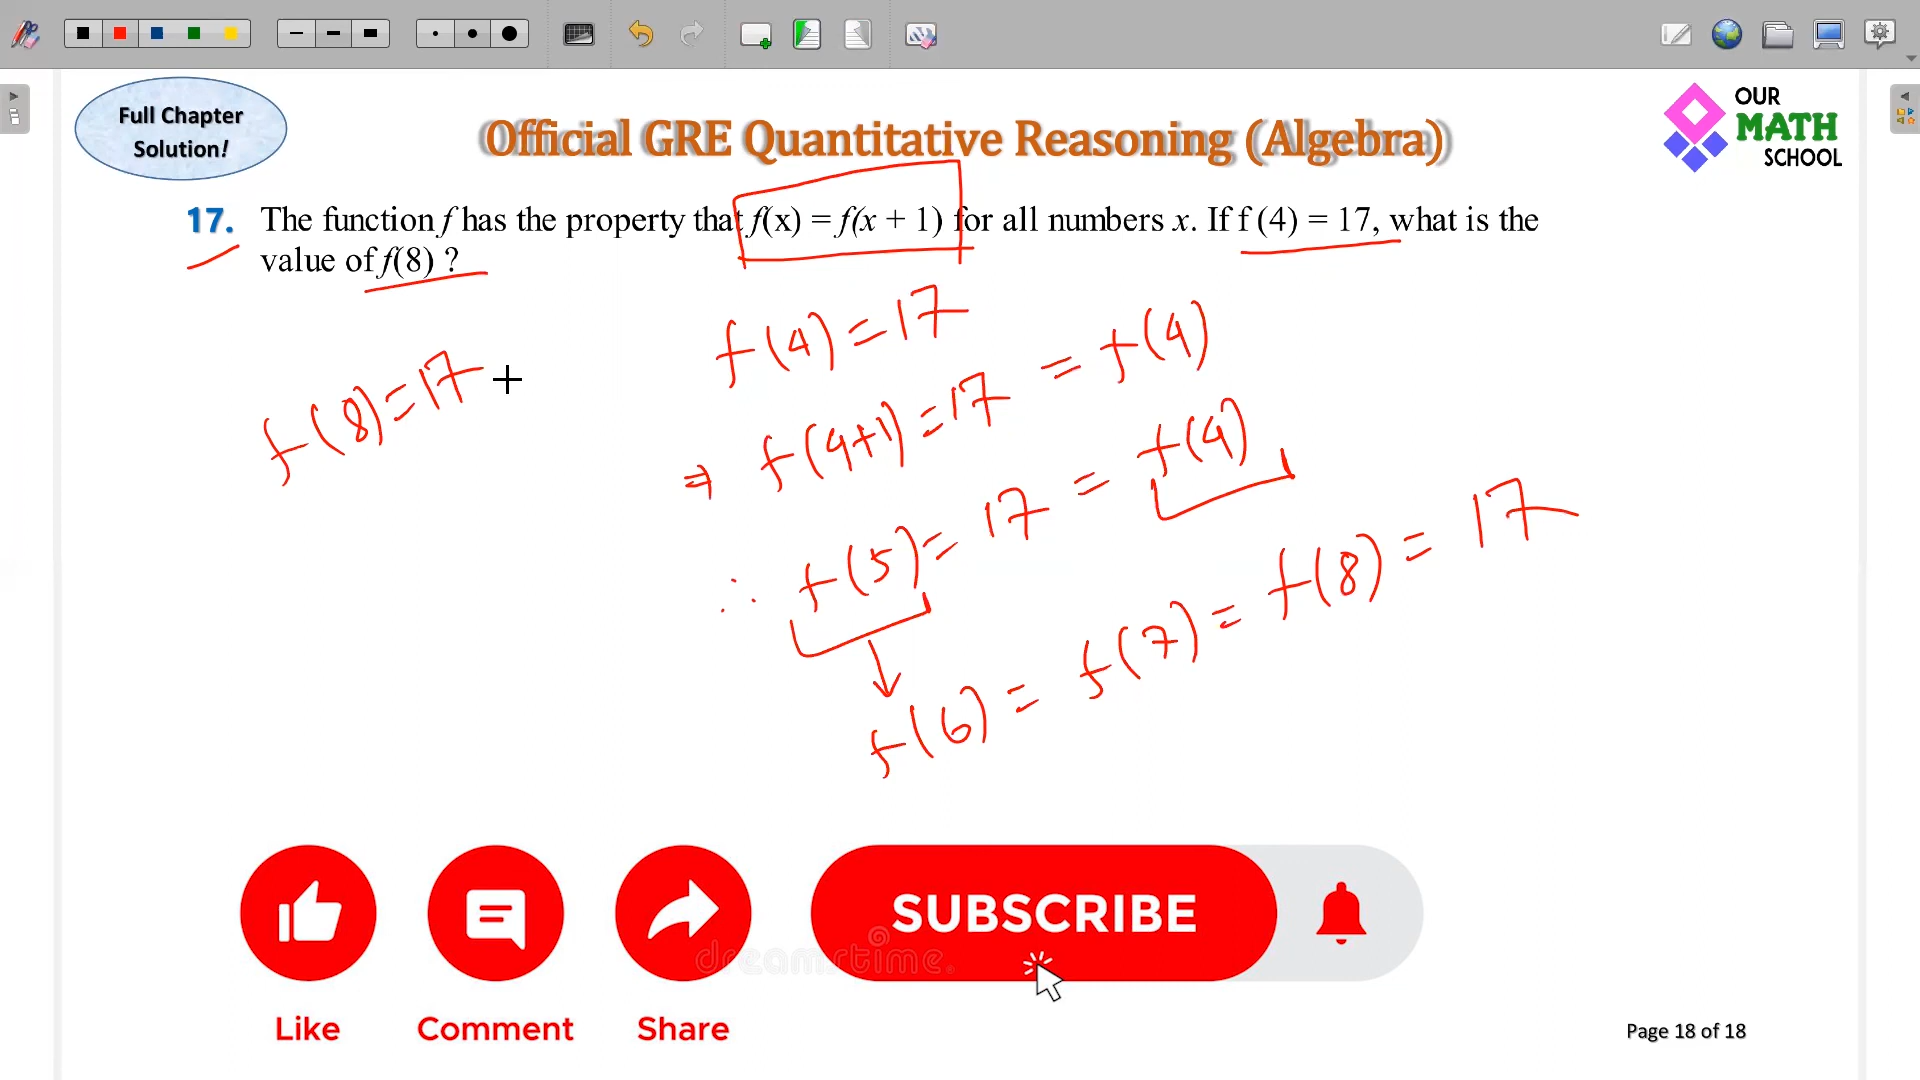 Full Chapter
Solution!
Official GRE Quantitative Reasoning (Algebra)
OUR
MATH
SCHOOL
17. The function f has the property that f(x) = f(x + 1) for all numbers x. If f (4) = 17, what is the
value of f(8) ?
f(4) = 17
f(8) = 17
⇒ f(4+1) = 17 = f(4)
∴ f(5) = 17 = f(4)
f(6) = f(7) = f(8) = 17
SUBSCRIBE
dreamstime.
Like
Comment
Share
Page 18 of 18